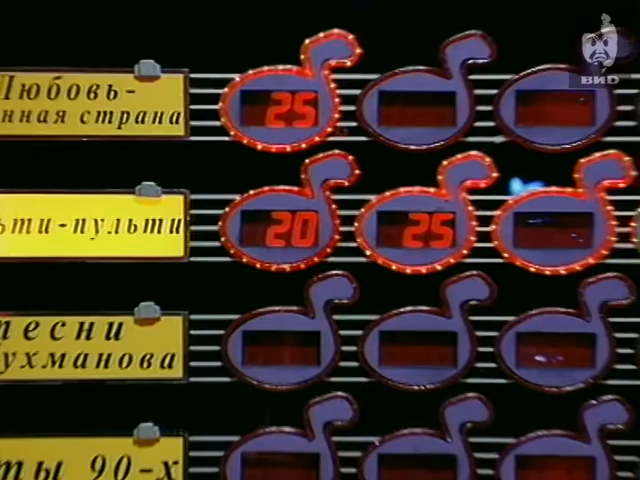 Любовь-
нная страна
25
ьти-пульти
20 25
песни
ухманова
ты 90-х
ВИD